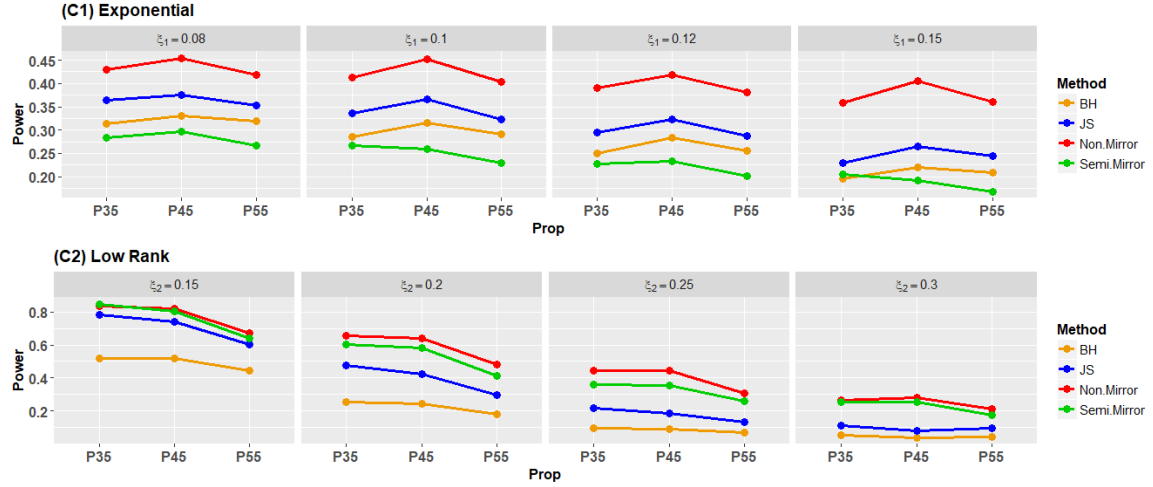 (C1) Exponential
ξ₁ = 0.08 ξ₁ = 0.1 ξ₁ = 0.12 ξ₁ = 0.15
0.45
0.40
0.35
0.30
0.25
0.20
Power
P35 P45 P55 P35 P45 P55 P35 P45 P55 P35 P45 P55
Prop
Method
BH
JS
Non.Mirror
Semi.Mirror
(C2) Low Rank
ξ₂ = 0.15 ξ₂ = 0.2 ξ₂ = 0.25 ξ₂ = 0.3
0.8
0.6
0.4
0.2
Power
P35 P45 P55 P35 P45 P55 P35 P45 P55 P35 P45 P55
Prop
Method
BH
JS
Non.Mirror
Semi.Mirror